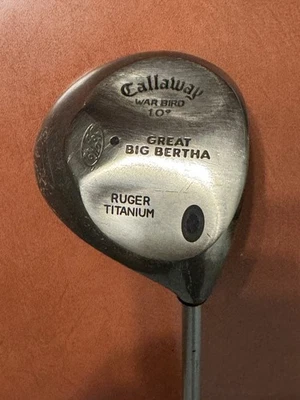 Callaway
WAR BIRD
10°
GREAT
BIG BERTHA
RUGER
TITANIUM